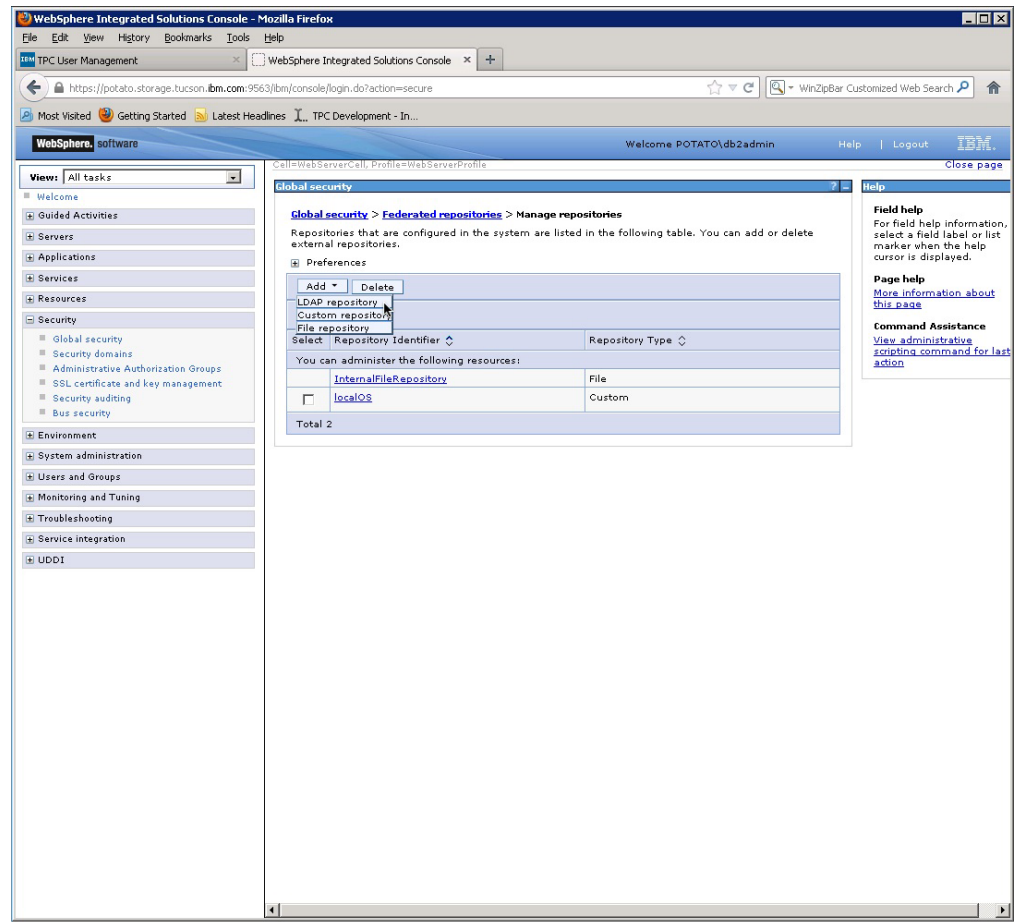 WebSphere Integrated Solutions Console - Mozilla Firefox
File Edit View History Bookmarks Tools Help
IBM TPC User Management × WebSphere Integrated Solutions Console × +
https://potato.storage.tucson.ibm.com:9563/ibm/console/login.do?action=secure WinZipBar Customized Web Search
Most Visited Getting Started Latest Headlines TPC Development - In...
WebSphere. software Welcome POTATO\db2admin Help | Logout IBM.
Cell=WebServerCell, Profile=WebServerProfile Close page
View: All tasks
Welcome
Guided Activities
Servers
Applications
Services
Resources
Security
Global security
Security domains
Administrative Authorization Groups
SSL certificate and key management
Security auditing
Bus security
Environment
System administration
Users and Groups
Monitoring and Tuning
Troubleshooting
Service integration
UDDI
Global security ? –
Global security > Federated repositories > Manage repositories
Repositories that are configured in the system are listed in the following table. You can add or delete
external repositories.
Preferences
Add Delete
LDAP repository
Custom repository
File repository
Select Repository Identifier Repository Type
You can administer the following resources:
InternalFileRepository File
localOS Custom
Total 2
Help
Field help
For field help information,
select a field label or list
marker when the help
cursor is displayed.
Page help
More information about
this page
Command Assistance
View administrative
scripting command for last
action